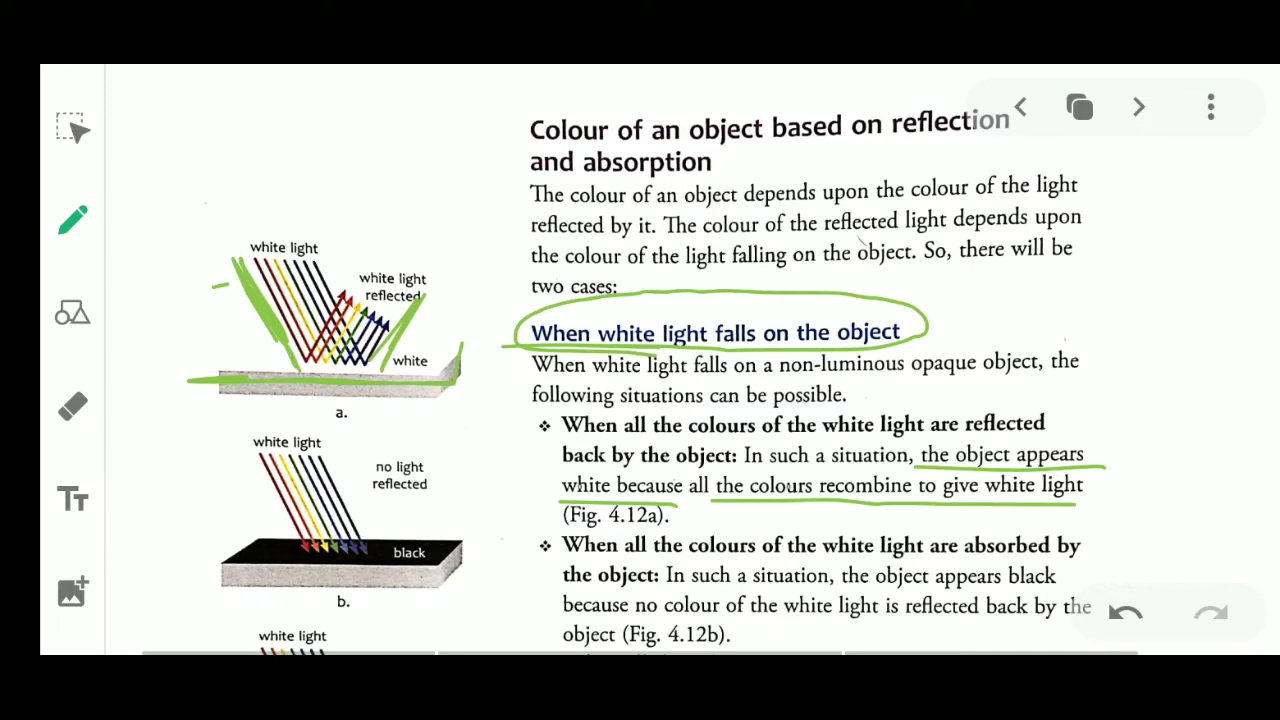 Colour of an object based on reflection
and absorption
The colour of an object depends upon the colour of the light
reflected by it. The colour of the reflected light depends upon
the colour of the light falling on the object. So, there will be
two cases:
When white light falls on the object
When white light falls on a non-luminous opaque object, the
following situations can be possible.
❖ When all the colours of the white light are reflected
back by the object: In such a situation, the object appears
white because all the colours recombine to give white light
(Fig. 4.12a).
❖ When all the colours of the white light are absorbed by
the object: In such a situation, the object appears black
because no colour of the white light is reflected back by the
object (Fig. 4.12b).
white light
white light
reflected
white
a.
white light
no light
reflected
black
b.
white light
TT